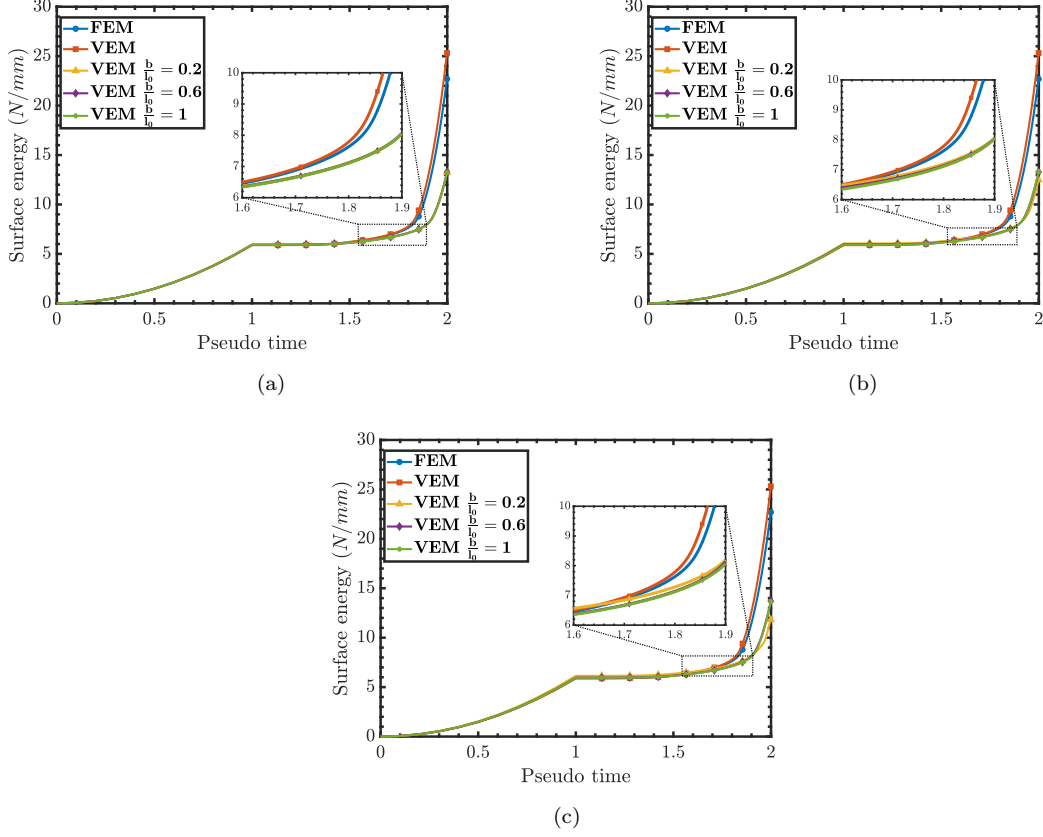 Surface energy (N/mm)
30
25
20
15
10
5
0
FEM
VEM
VEM b/l₀ = 0.2
VEM b/l₀ = 0.6
VEM b/l₀ = 1
10
9
8
7
6
1.6 1.7 1.8 1.9
0 0.5 1 1.5 2
Pseudo time
(a)
Surface energy (N/mm)
30
25
20
15
10
5
0
FEM
VEM
VEM b/l₀ = 0.2
VEM b/l₀ = 0.6
VEM b/l₀ = 1
10
9
8
7
6
1.6 1.7 1.8 1.9
0 0.5 1 1.5 2
Pseudo time
(b)
Surface energy (N/mm)
30
25
20
15
10
5
0
FEM
VEM
VEM b/l₀ = 0.2
VEM b/l₀ = 0.6
VEM b/l₀ = 1
10
9
8
7
6
1.6 1.7 1.8 1.9
0 0.5 1 1.5 2
Pseudo time
(c)